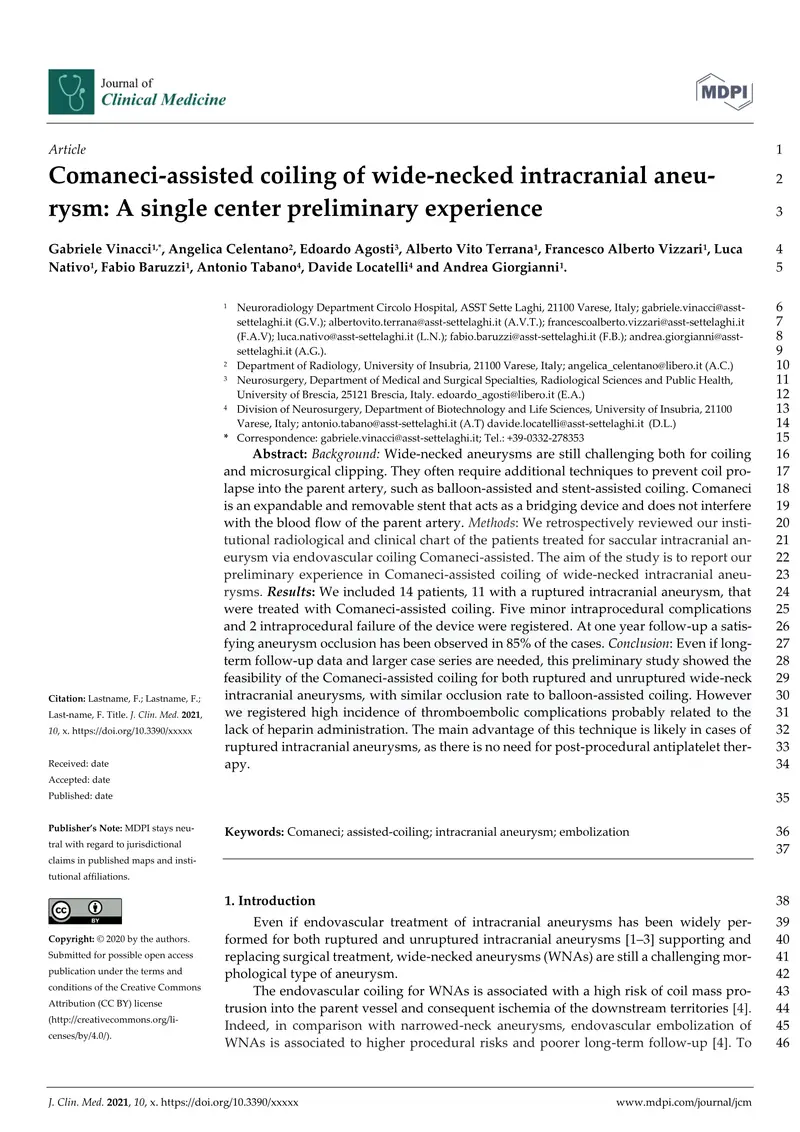 Journal of
Clinical Medicine
MDPI
Article 1
Comaneci-assisted coiling of wide-necked intracranial aneu- 2
rysm: A single center preliminary experience 3
Gabriele Vinacci¹,*, Angelica Celentano², Edoardo Agosti³, Alberto Vito Terrana¹, Francesco Alberto Vizzari¹, Luca 4
Nativo¹, Fabio Baruzzi¹, Antonio Tabano⁴, Davide Locatelli⁴ and Andrea Giorgianni¹. 5
¹ Neuroradiology Department Circolo Hospital, ASST Sette Laghi, 21100 Varese, Italy; gabriele.vinacci@asst- 6
settelaghi.it (G.V.); albertovito.terrana@asst-settelaghi.it (A.V.T.); francescoalberto.vizzari@asst-settelaghi.it 7
(F.A.V); luca.nativo@asst-settelaghi.it (L.N.); fabio.baruzzi@asst-settelaghi.it (F.B.); andrea.giorgianni@asst- 8
settelaghi.it (A.G.). 9
² Department of Radiology, University of Insubria, 21100 Varese, Italy; angelica_celentano@libero.it (A.C.) 10
³ Neurosurgery, Department of Medical and Surgical Specialties, Radiological Sciences and Public Health, 11
University of Brescia, 25121 Brescia, Italy. edoardo_agosti@libero.it (E.A.) 12
⁴ Division of Neurosurgery, Department of Biotechnology and Life Sciences, University of Insubria, 21100 13
Varese, Italy; antonio.tabano@asst-settelaghi.it (A.T) davide.locatelli@asst-settelaghi.it (D.L.) 14
* Correspondence: gabriele.vinacci@asst-settelaghi.it; Tel.: +39-0332-278353 15
Abstract: Background: Wide-necked aneurysms are still challenging both for coiling 16
and microsurgical clipping. They often require additional techniques to prevent coil pro- 17
lapse into the parent artery, such as balloon-assisted and stent-assisted coiling. Comaneci 18
is an expandable and removable stent that acts as a bridging device and does not interfere 19
with the blood flow of the parent artery. Methods: We retrospectively reviewed our insti- 20
tutional radiological and clinical chart of the patients treated for saccular intracranial an- 21
eurysm via endovascular coiling Comaneci-assisted. The aim of the study is to report our 22
preliminary experience in Comaneci-assisted coiling of wide-necked intracranial aneu- 23
rysms. Results: We included 14 patients, 11 with a ruptured intracranial aneurysm, that 24
were treated with Comaneci-assisted coiling. Five minor intraprocedural complications 25
and 2 intraprocedural failure of the device were registered. At one year follow-up a satis- 26
fying aneurysm occlusion has been observed in 85% of the cases. Conclusion: Even if long- 27
term follow-up data and larger case series are needed, this preliminary study showed the 28
feasibility of the Comaneci-assisted coiling for both ruptured and unruptured wide-neck 29
intracranial aneurysms, with similar occlusion rate to balloon-assisted coiling. However 30
we registered high incidence of thromboembolic complications probably related to the 31
lack of heparin administration. The main advantage of this technique is likely in cases of 32
ruptured intracranial aneurysms, as there is no need for post-procedural antiplatelet ther- 33
apy. 34
35
Keywords: Comaneci; assisted-coiling; intracranial aneurysm; embolization 36
37
Citation: Lastname, F.; Lastname, F.;
Last-name, F. Title. J. Clin. Med. 2021,
10, x. https://doi.org/10.3390/xxxxx
Received: date
Accepted: date
Published: date
Publisher's Note: MDPI stays neu-
tral with regard to jurisdictional
claims in published maps and insti-
tutional affiliations.
cc BY
Copyright: © 2020 by the authors.
Submitted for possible open access
publication under the terms and
conditions of the Creative Commons
Attribution (CC BY) license
(http://creativecommons.org/li-
censes/by/4.0/).
1. Introduction 38
Even if endovascular treatment of intracranial aneurysms has been widely per- 39
formed for both ruptured and unruptured intracranial aneurysms [1–3] supporting and 40
replacing surgical treatment, wide-necked aneurysms (WNAs) are still a challenging mor- 41
phological type of aneurysm. 42
The endovascular coiling for WNAs is associated with a high risk of coil mass pro- 43
trusion into the parent vessel and consequent ischemia of the downstream territories [4]. 44
Indeed, in comparison with narrowed-neck aneurysms, endovascular embolization of 45
WNAs is associated to higher procedural risks and poorer long-term follow-up [4]. To 46
J. Clin. Med. 2021, 10, x. https://doi.org/10.3390/xxxxx www.mdpi.com/journal/jcm